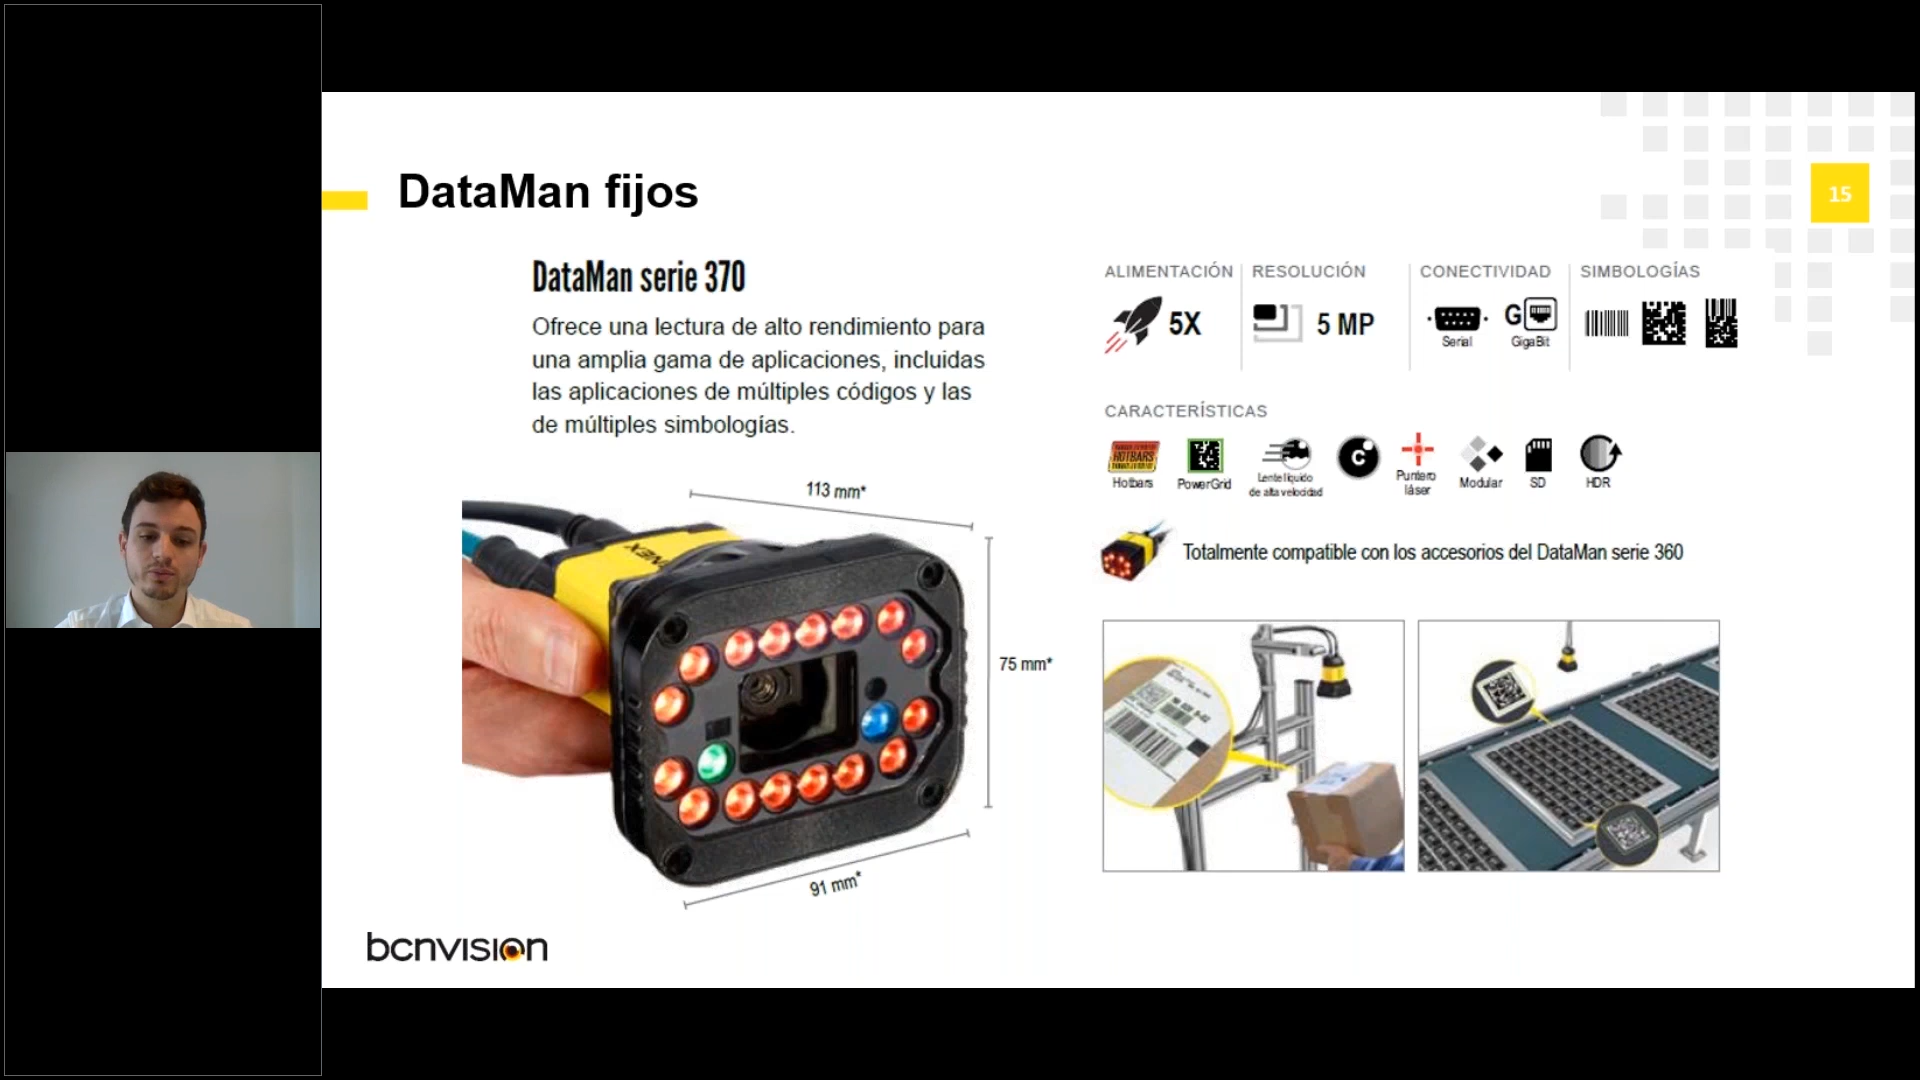 DataMan fijos
15
DataMan serie 370
Ofrece una lectura de alto rendimiento para
una amplia gama de aplicaciones, incluidas
las aplicaciones de múltiples códigos y las
de múltiples simbologías.
113 mm*
75 mm*
91 mm*
ALIMENTACIÓN
5X
RESOLUCIÓN
5 MP
CONECTIVIDAD
Serial
G
GigaBit
SIMBOLOGÍAS
CARACTERÍSTICAS
HOTBARS
Hotbars
PowerGrid
Lente líquido
de alta velocidad
C
Puntero
láser
Modular
SD
HDR
Totalmente compatible con los accesorios del DataMan serie 360
bcnvision